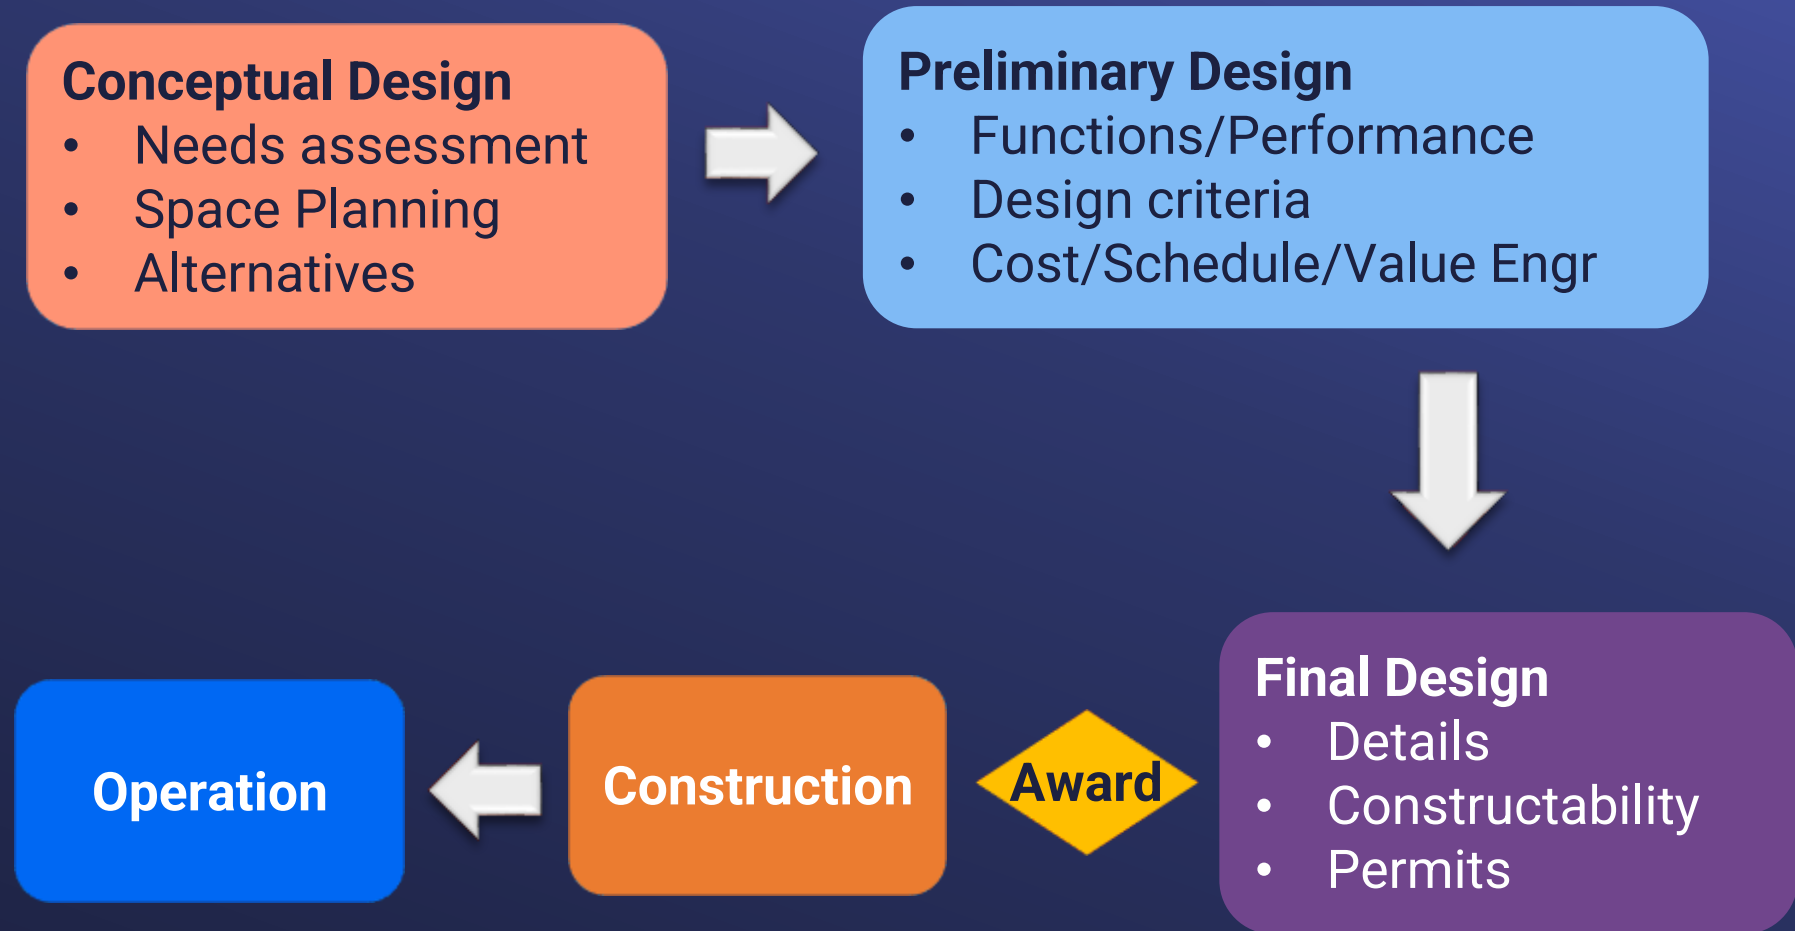 Conceptual Design
• Needs assessment
• Space Planning
• Alternatives
Preliminary Design
• Functions/Performance
• Design criteria
• Cost/Schedule/Value Engr
Final Design
• Details
• Constructability
• Permits
Award
Construction
Operation